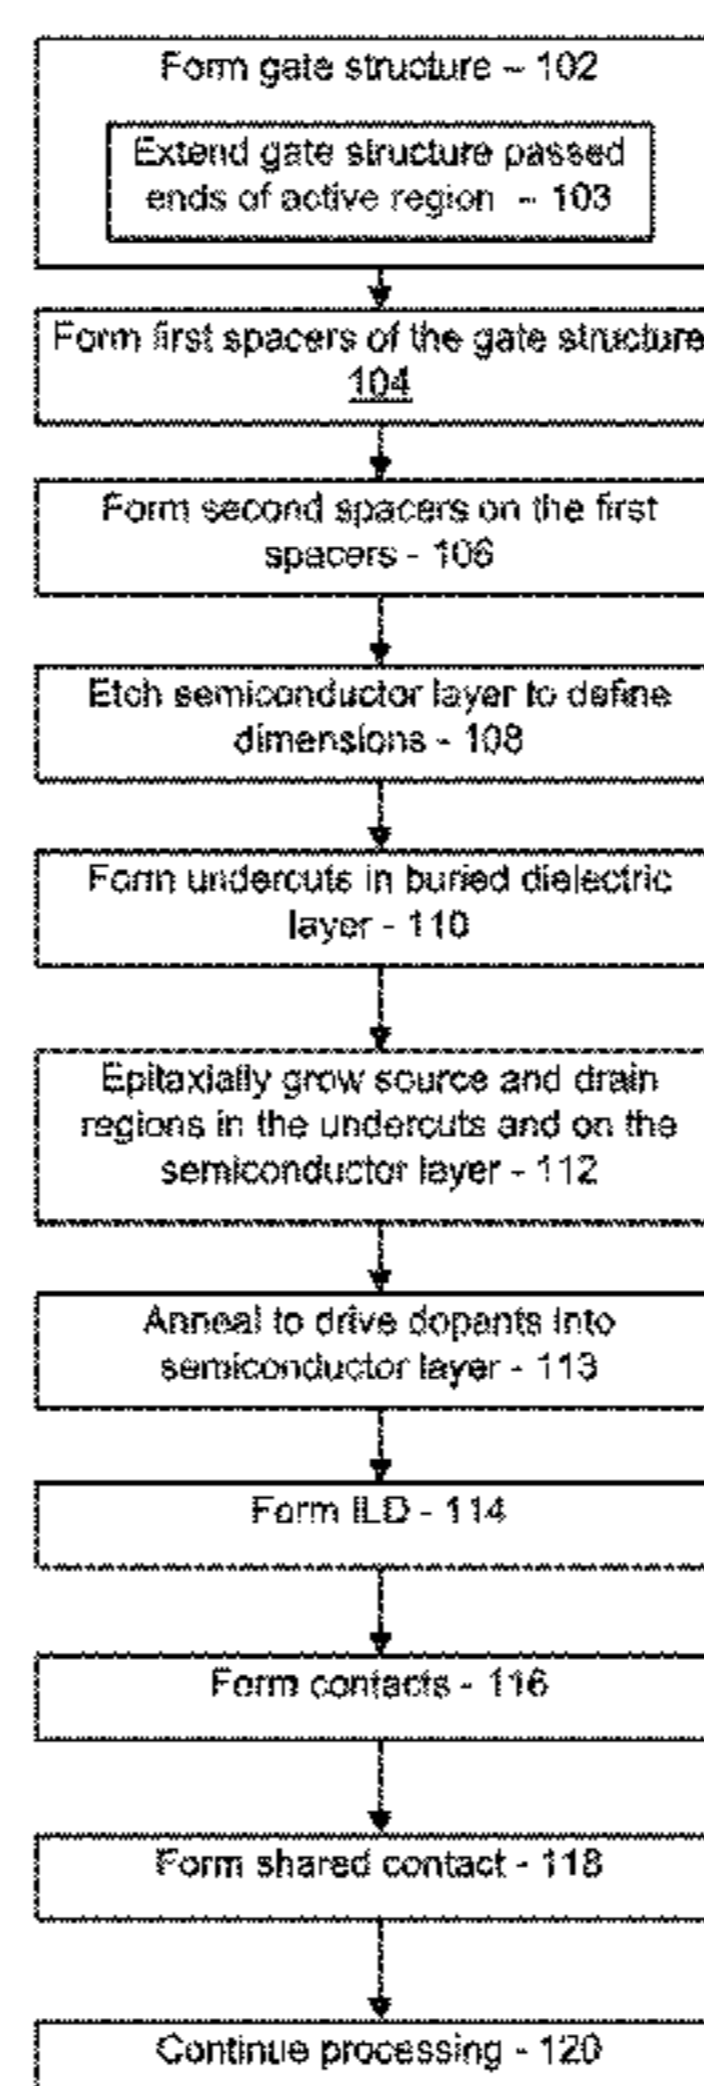 Form gate structure – 102
Extend gate structure passed
ends of active region – 103
Form first spacers of the gate structure
104
Form second spacers on the first
spacers - 106
Etch semiconductor layer to define
dimensions - 108
Form undercuts in buried dielectric
layer - 110
Epitaxially grow source and drain
regions in the undercuts and on the
semiconductor layer - 112
Anneal to drive dopants into
semiconductor layer - 113
Form ILD - 114
Form contacts - 116
Form shared contact - 118
Continue processing - 120